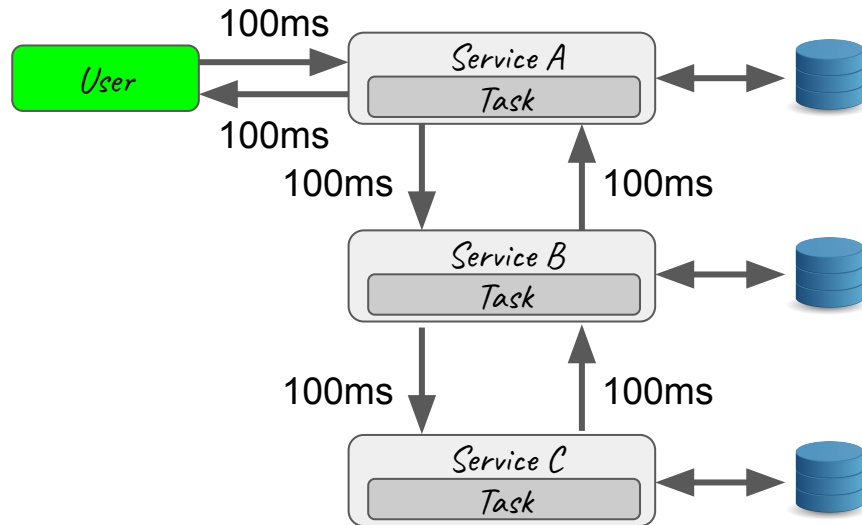 100ms
User
Service A
Task
100ms
100ms
100ms
Service B
Task
100ms
100ms
Service C
Task